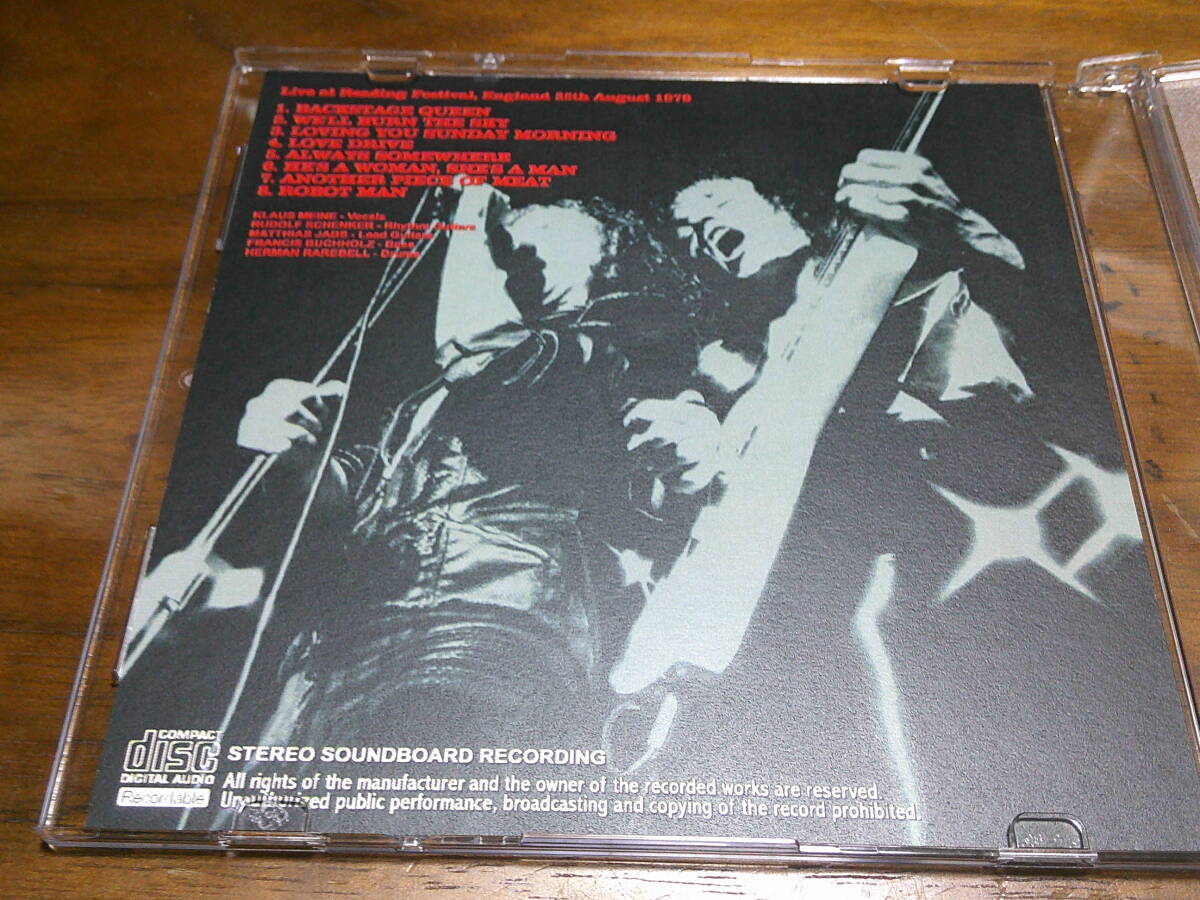 Live at Reading Festival, England 25th August 1979
1. BACKSTAGE QUEEN
2. WE'LL BURN THE SKY
3. LOVING YOU SUNDAY MORNING
4. LOVE DRIVE
5. ALWAYS SOMEWHERE
6. HE'S A WOMAN, SHE'S A MAN
7. ANOTHER PIECE OF MEAT
8. ROBOT MAN
KLAUS MEINE - Vocals
RUDOLF SCHENKER - Rhythm Guitars
MATTHIAS JABS - Lead Guitars
FRANCIS BUCHHOLZ - Bass
HERMAN RAREBELL - Drums
COMPACT
disc
DIGITAL AUDIO
Recordable
STEREO SOUNDBOARD RECORDING
All rights of the manufacturer and the owner of the recorded works are reserved.
Unauthorized public performance, broadcasting and copying of the record prohibited.